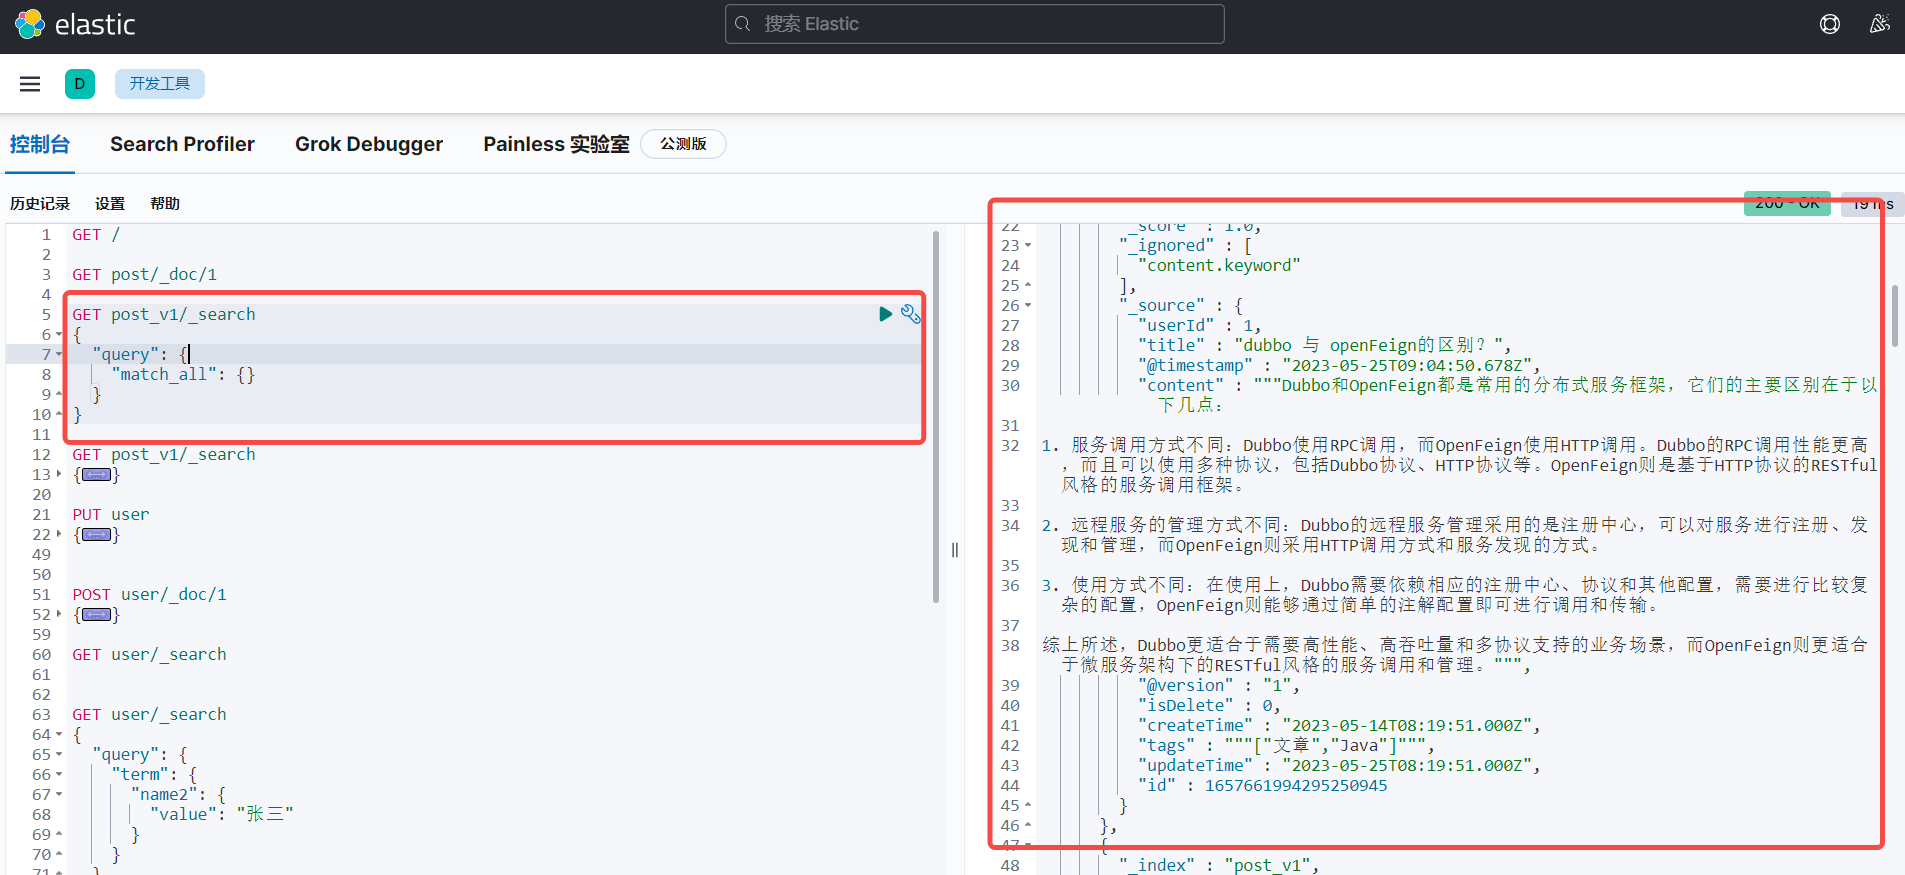 elastic
搜索 Elastic
D
开发工具
控制台
Search Profiler
Grok Debugger
Painless 实验室
公测版
历史记录
设置
帮助
200 - OK
19 ms
1 GET /
2
3 GET post/_doc/1
4
5 GET post_v1/_search
6 {
7 "query": {
8 "match_all": {}
9 }
10 }
11
12 GET post_v1/_search
13 {}
20
21 PUT user
22 {}
49
50
51 POST user/_doc/1
52 {}
59
60 GET user/_search
61
62
63 GET user/_search
64 {
65 "query": {
66 "term": {
67 "name2": {
68 "value": "张三"
69 }
70 }
71 }
22 "_score" : 1.0,
23 "_ignored" : [
24 "content.keyword"
25 ],
26 "_source" : {
27 "userId" : 1,
28 "title" : "dubbo 与 openFeign的区别？",
29 "@timestamp" : "2023-05-25T09:04:50.678Z",
30 "content" : """Dubbo和OpenFeign都是常用的分布式服务框架，它们的主要区别在于以
下几点：
31
32 1. 服务调用方式不同：Dubbo使用RPC调用，而OpenFeign使用HTTP调用。Dubbo的RPC调用性能更高
，而且可以使用多种协议，包括Dubbo协议、HTTP协议等。OpenFeign则是基于HTTP协议的RESTful
风格的服务调用框架。
33
34 2. 远程服务的管理方式不同：Dubbo的远程服务管理采用的是注册中心，可以对服务进行注册、发
现和管理，而OpenFeign则采用HTTP调用方式和服务发现的方式。
35
36 3. 使用方式不同：在使用上，Dubbo需要依赖相应的注册中心、协议和其他配置，需要进行比较复
杂的配置，OpenFeign则能够通过简单的注解配置即可进行调用和传输。
37
38 综上所述，Dubbo更适合于需要高性能、高吞吐量和多协议支持的业务场景，而OpenFeign则更适合
于微服务架构下的RESTful风格的服务调用和管理。""",
39 "@version" : "1",
40 "isDelete" : 0,
41 "createTime" : "2023-05-14T08:19:51.000Z",
42 "tags" : """["文章","Java"]""",
43 "updateTime" : "2023-05-25T08:19:51.000Z",
44 "id" : 1657661994295250945
45 }
46 },
47 {
48 "_index" : "post_v1",